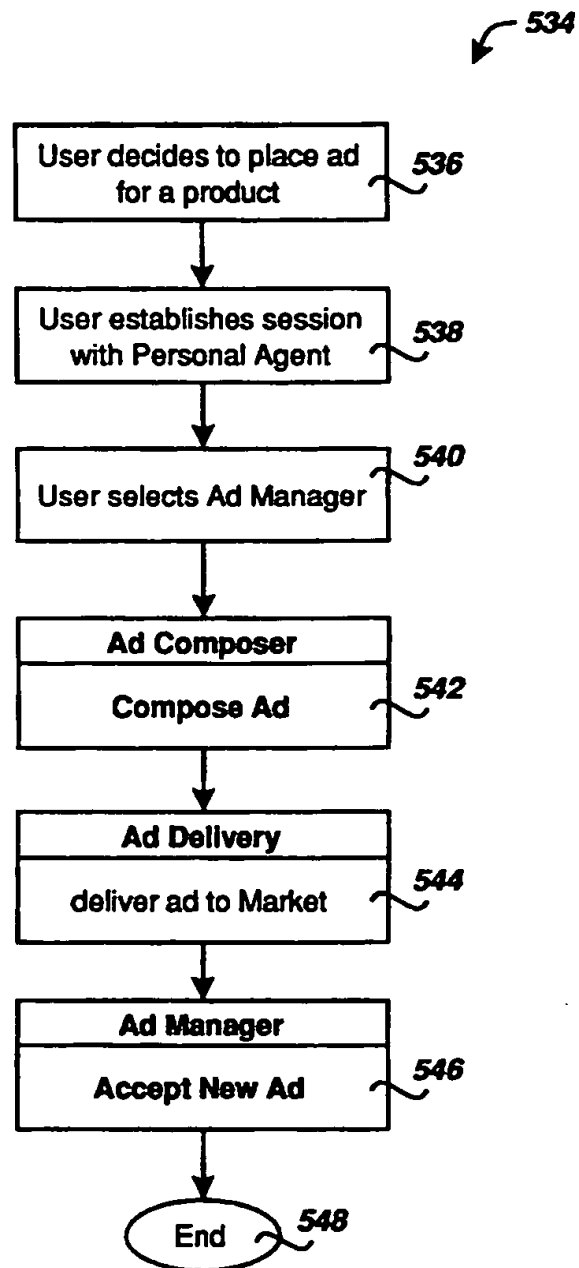 534
User decides to place ad
for a product
536
User establishes session
with Personal Agent
538
User selects Ad Manager
540
Ad Composer
Compose Ad
542
Ad Delivery
deliver ad to Market
544
Ad Manager
Accept New Ad
546
End
548